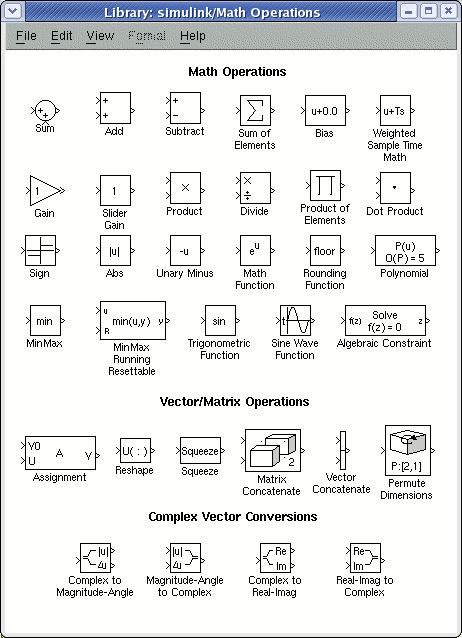 Library: simulink/Math Operations
File Edit View Format Help
Math Operations
+ + + + + − Σ u+0.0 u+Ts
Sum Add Subtract Sum of Elements Bias Weighted Sample Time Math
1 1 × × ÷ ∏ •
Gain Slider Gain Product Divide Product of Elements Dot Product
|u| -u eᵘ floor P(u) O(P) = 5
Sign Abs Unary Minus Math Function Rounding Function Polynomial
min u R min(u,y) y sin t f(z) Solve f(z) = 0 z
MinMax MinMax Running Resettable Trigonometric Function Sine Wave Function Algebraic Constraint
Vector/Matrix Operations
Y0 U A Y U( : ) Squeeze 2 P:[2,1]
Assignment Reshape Squeeze Matrix Concatenate Vector Concatenate Permute Dimensions
Complex Vector Conversions
|u| ∠u |u| ∠u Re Im Re Im
Complex to Magnitude-Angle Magnitude-Angle to Complex Complex to Real-Imag Real-Imag to Complex